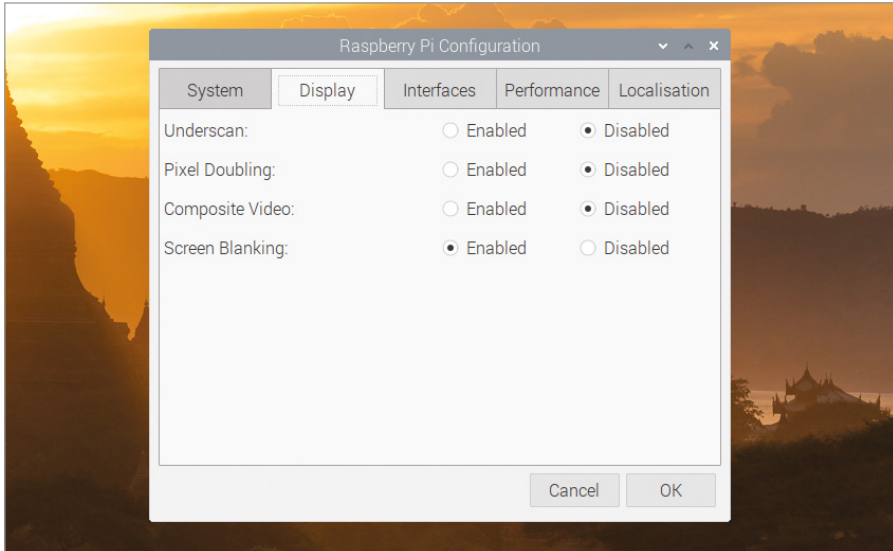 Raspberry Pi Configuration
System Display Interfaces Performance Localisation
Underscan: Enabled Disabled
Pixel Doubling: Enabled Disabled
Composite Video: Enabled Disabled
Screen Blanking: Enabled Disabled
Cancel OK